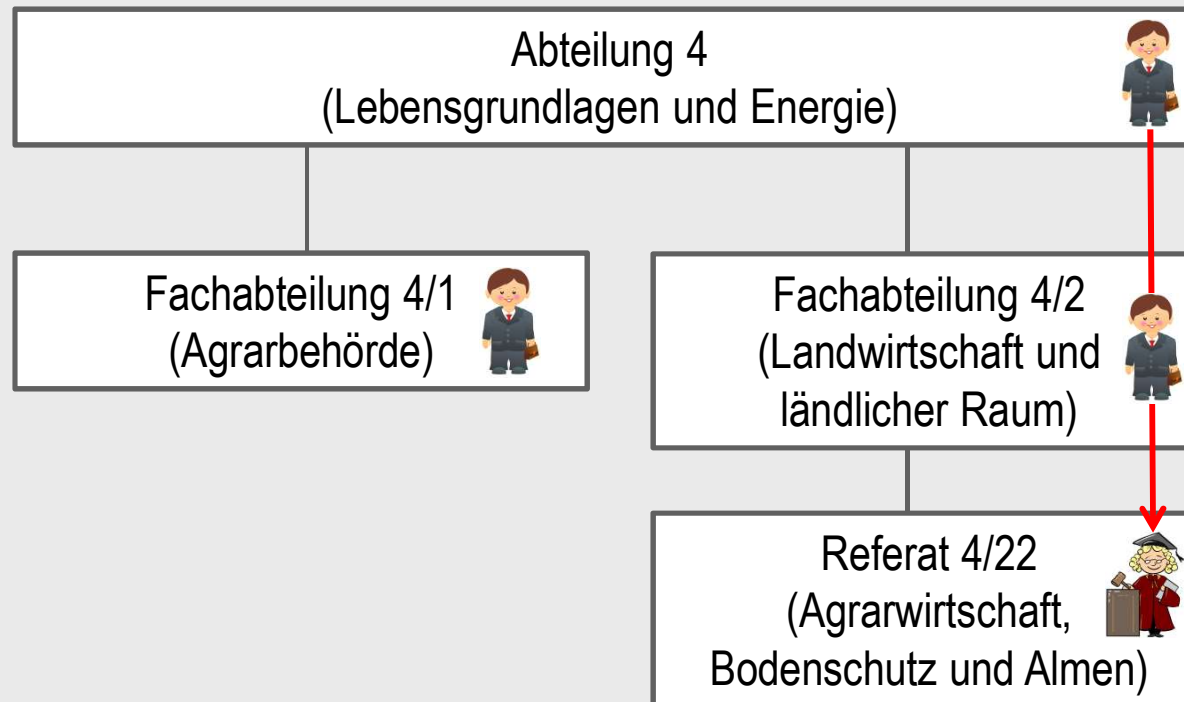 Abteilung 4
(Lebensgrundlagen und Energie)
Fachabteilung 4/1
(Agrarbehörde)
Fachabteilung 4/2
(Landwirtschaft und
ländlicher Raum)
Referat 4/22
(Agrarwirtschaft,
Bodenschutz und Almen)